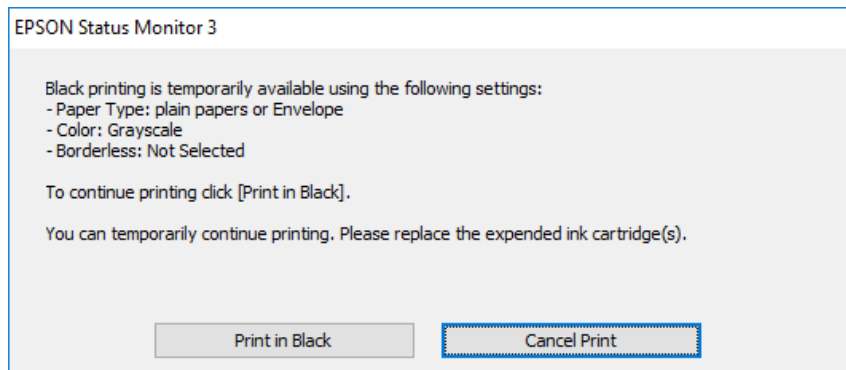 EPSON Status Monitor 3
Black printing is temporarily available using the following settings:
- Paper Type: plain papers or Envelope
- Color: Grayscale
- Borderless: Not Selected
To continue printing click [Print in Black].
You can temporarily continue printing. Please replace the expended ink cartridge(s).
Print in Black
Cancel Print